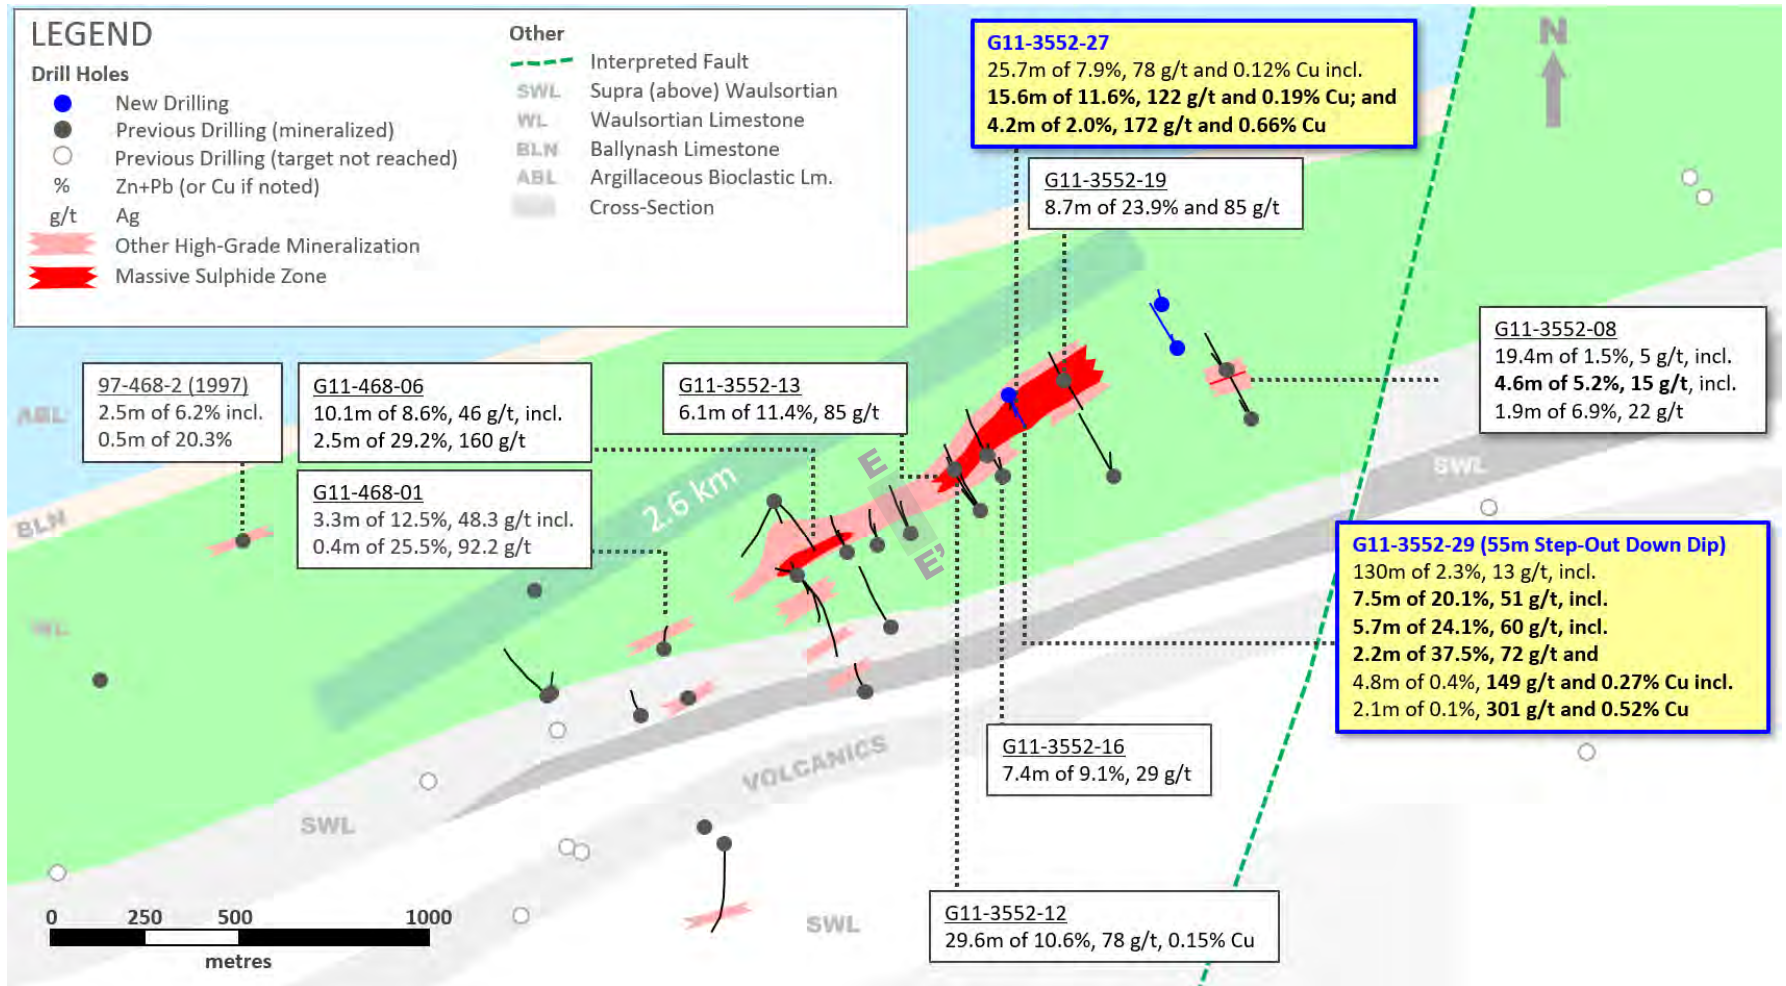 LEGEND
Drill Holes
New Drilling
Previous Drilling (mineralized)
Previous Drilling (target not reached)
% Zn+Pb (or Cu if noted)
g/t Ag
Other High-Grade Mineralization
Massive Sulphide Zone
Other
Interpreted Fault
SWL Supra (above) Waulsortian
WL Waulsortian Limestone
BLN Ballynash Limestone
ABL Argillaceous Bioclastic Lm.
Cross-Section
G11-3552-27
25.7m of 7.9%, 78 g/t and 0.12% Cu incl.
15.6m of 11.6%, 122 g/t and 0.19% Cu; and
4.2m of 2.0%, 172 g/t and 0.66% Cu
N
G11-3552-19
8.7m of 23.9% and 85 g/t
G11-3552-08
19.4m of 1.5%, 5 g/t, incl.
4.6m of 5.2%, 15 g/t, incl.
1.9m of 6.9%, 22 g/t
97-468-2 (1997)
2.5m of 6.2% incl.
0.5m of 20.3%
G11-468-06
10.1m of 8.6%, 46 g/t, incl.
2.5m of 29.2%, 160 g/t
G11-3552-13
6.1m of 11.4%, 85 g/t
G11-468-01
3.3m of 12.5%, 48.3 g/t incl.
0.4m of 25.5%, 92.2 g/t
ABL
BLN
WL
2.6 km
E
E'
SWL
G11-3552-29 (55m Step-Out Down Dip)
130m of 2.3%, 13 g/t, incl.
7.5m of 20.1%, 51 g/t, incl.
5.7m of 24.1%, 60 g/t, incl.
2.2m of 37.5%, 72 g/t and
4.8m of 0.4%, 149 g/t and 0.27% Cu incl.
2.1m of 0.1%, 301 g/t and 0.52% Cu
G11-3552-16
7.4m of 9.1%, 29 g/t
VOLCANICS
SWL
SWL
G11-3552-12
29.6m of 10.6%, 78 g/t, 0.15% Cu
0 250 500 1000
metres